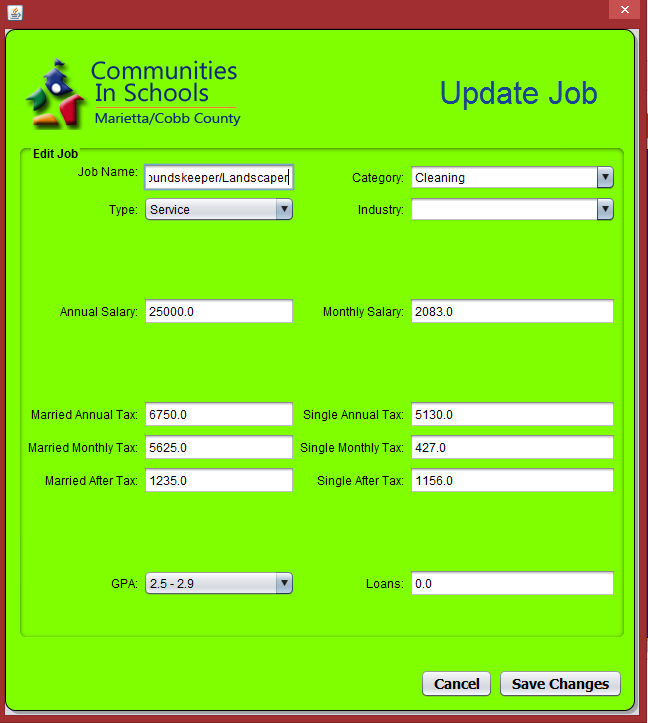 Communities
In Schools
Marietta/Cobb County
Update Job
Edit Job
Job Name: oundskeeper/Landscaper Category: Cleaning
Type: Service Industry:
Annual Salary: 25000.0 Monthly Salary: 2083.0
Married Annual Tax: 6750.0 Single Annual Tax: 5130.0
Married Monthly Tax: 5625.0 Single Monthly Tax: 427.0
Married After Tax: 1235.0 Single After Tax: 1156.0
GPA: 2.5 - 2.9 Loans: 0.0
Cancel Save Changes